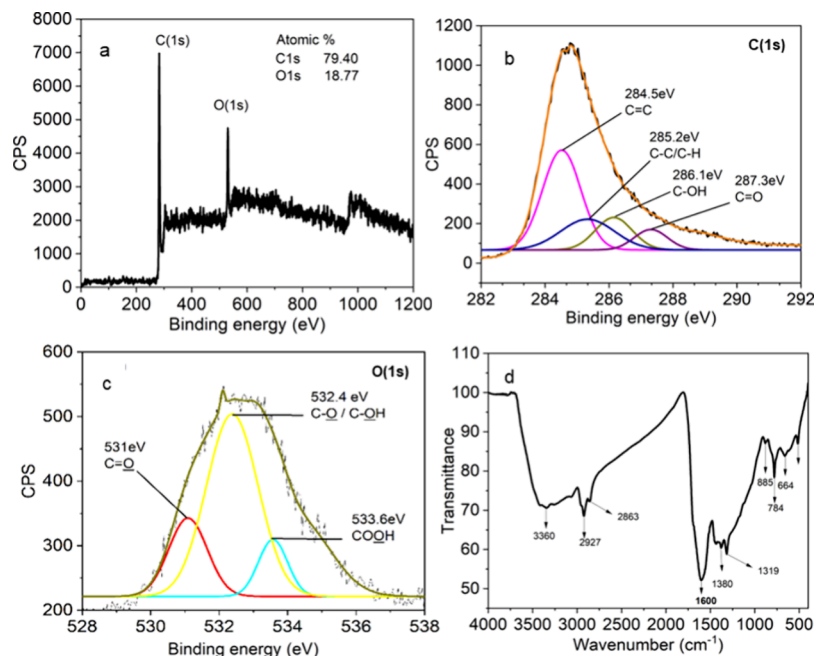 a
C(1s)
O(1s)
Atomic %
C1s 79.40
O1s 18.77
8000
7000
6000
5000
4000
3000
2000
1000
0
CPS
0 200 400 600 800 1000 1200
Binding energy (eV)
b
C(1s)
284.5eV
C=C
285.2eV
C-C/C-H
286.1eV
C-OH
287.3eV
C=O
1200
1000
800
600
400
200
0
CPS
282 284 286 288 290 292
Binding energy (eV)
c
O(1s)
532.4 eV
C-O / C-OH
531eV
C=O
533.6eV
COOH
600
500
400
300
200
CPS
528 530 532 534 536 538
Binding energy (eV)
d
110
100
90
80
70
60
50
Transmittance
3360
2927
2863
1600
1380
1319
885
784
664
4000 3500 3000 2500 2000 1500 1000 500
Wavenumber (cm⁻¹)